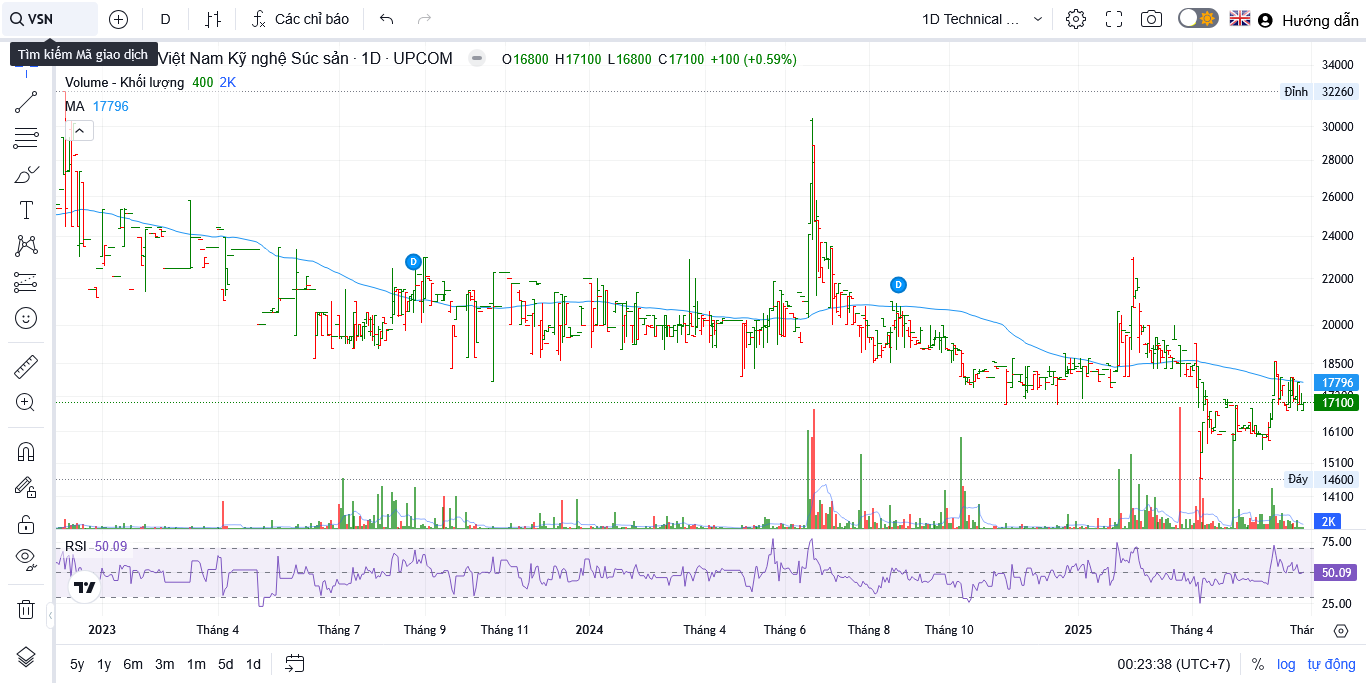 VSN D Các chỉ báo 1D Technical ... Hướng dẫn
Tìm kiếm Mã giao dịch
Việt Nam Kỹ nghệ Súc sản · 1D · UPCOM O16800 H17100 L16800 C17100 +100 (+0.59%)
Volume - Khối lượng 400 2K
MA 17796
34000
Đỉnh 32260
30000
28000
26000
24000
D
22000
D
20000
18500
17796
17100
16100
15100
Đáy 14600
14100
2K
RSI 50.09
75.00
50.09
25.00
2023 Tháng 4 Tháng 7 Tháng 9 Tháng 11 2024 Tháng 4 Tháng 6 Tháng 8 Tháng 10 2025 Tháng 4 Thár
5y 1y 6m 3m 1m 5d 1d 00:23:38 (UTC+7) % log tự động